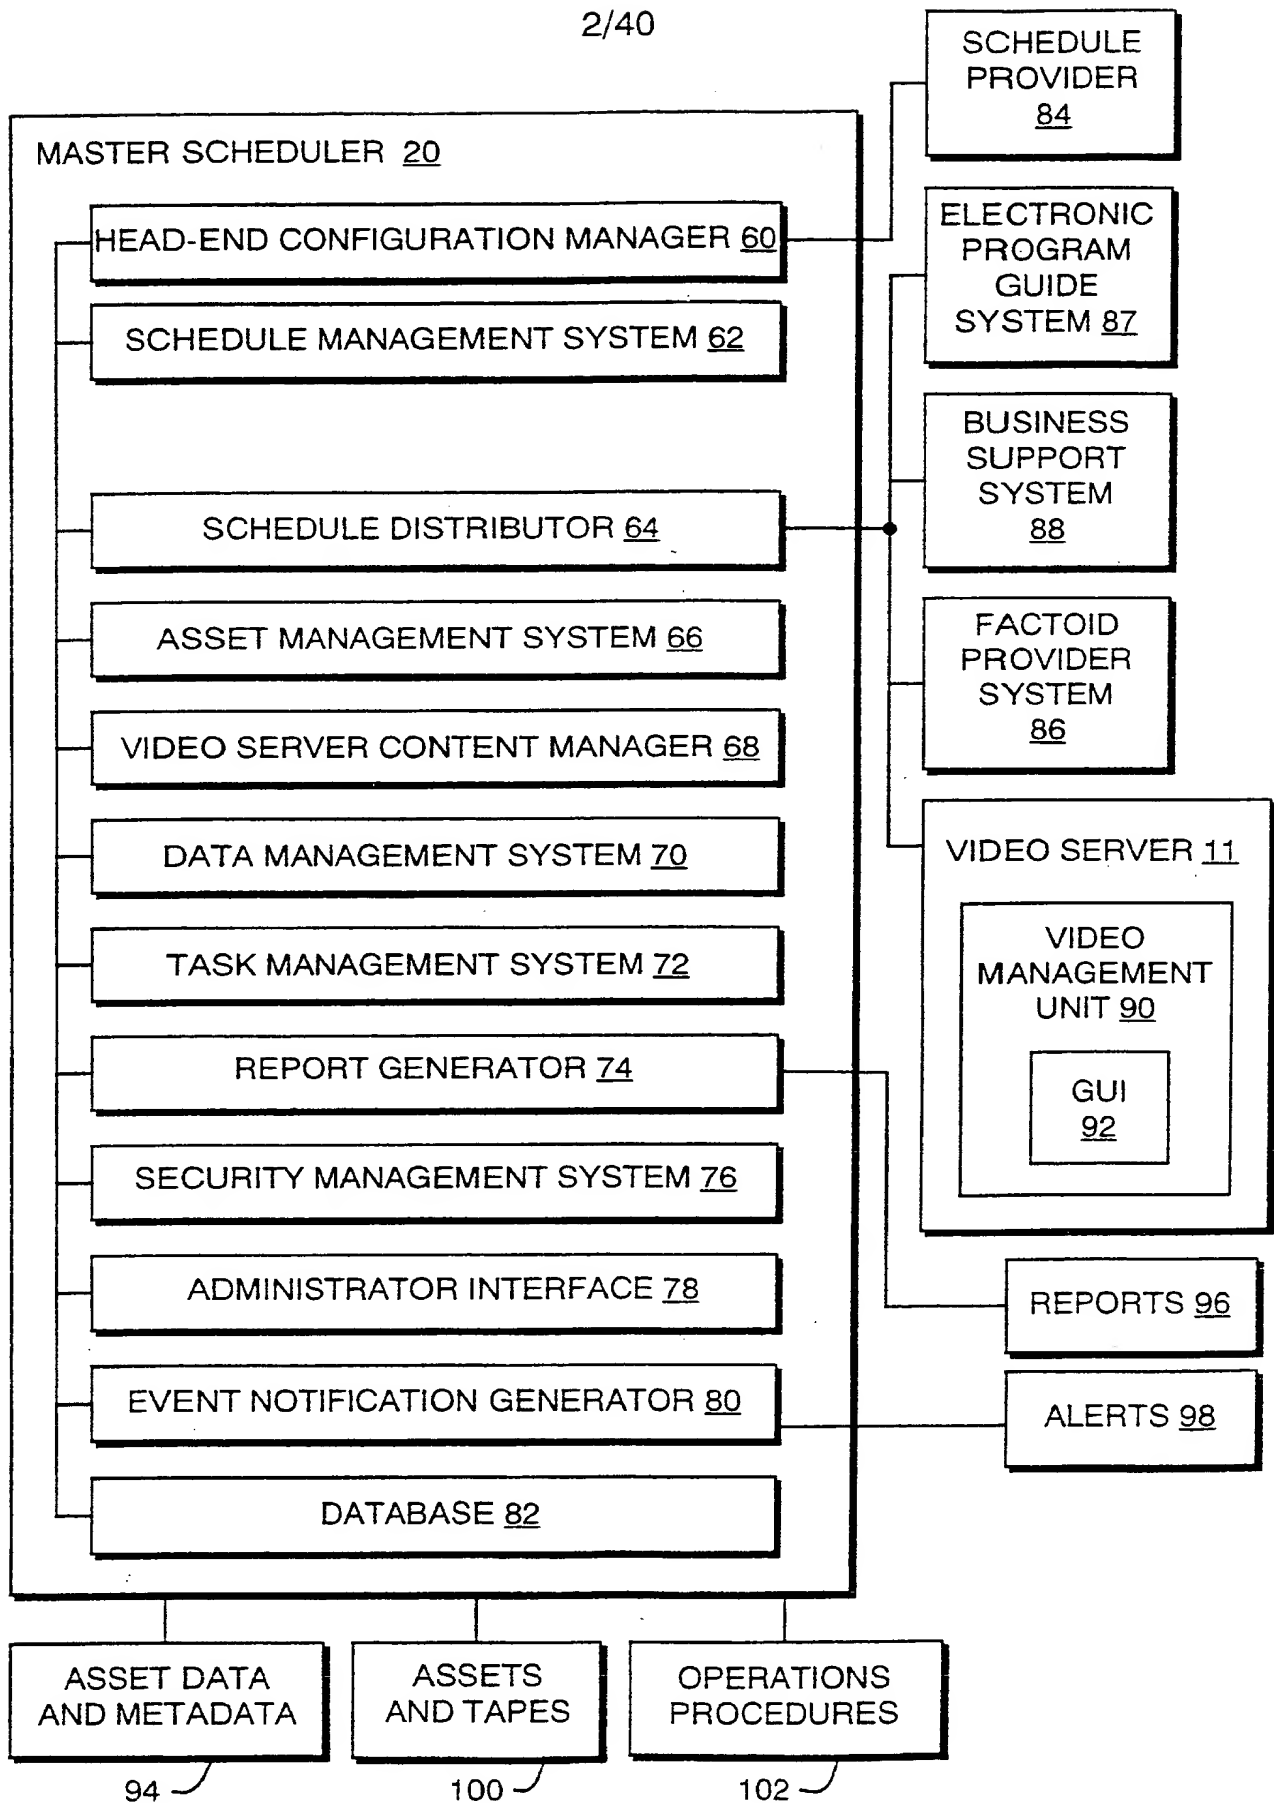 2/40
MASTER SCHEDULER 20
HEAD-END CONFIGURATION MANAGER 60
SCHEDULE MANAGEMENT SYSTEM 62
SCHEDULE DISTRIBUTOR 64
ASSET MANAGEMENT SYSTEM 66
VIDEO SERVER CONTENT MANAGER 68
DATA MANAGEMENT SYSTEM 70
TASK MANAGEMENT SYSTEM 72
REPORT GENERATOR 74
SECURITY MANAGEMENT SYSTEM 76
ADMINISTRATOR INTERFACE 78
EVENT NOTIFICATION GENERATOR 80
DATABASE 82
SCHEDULE
PROVIDER
84
ELECTRONIC
PROGRAM
GUIDE
SYSTEM 87
BUSINESS
SUPPORT
SYSTEM
88
FACTOID
PROVIDER
SYSTEM
86
VIDEO SERVER 11
VIDEO
MANAGEMENT
UNIT 90
GUI
92
REPORTS 96
ALERTS 98
ASSET DATA
AND METADATA
94
ASSETS
AND TAPES
100
OPERATIONS
PROCEDURES
102